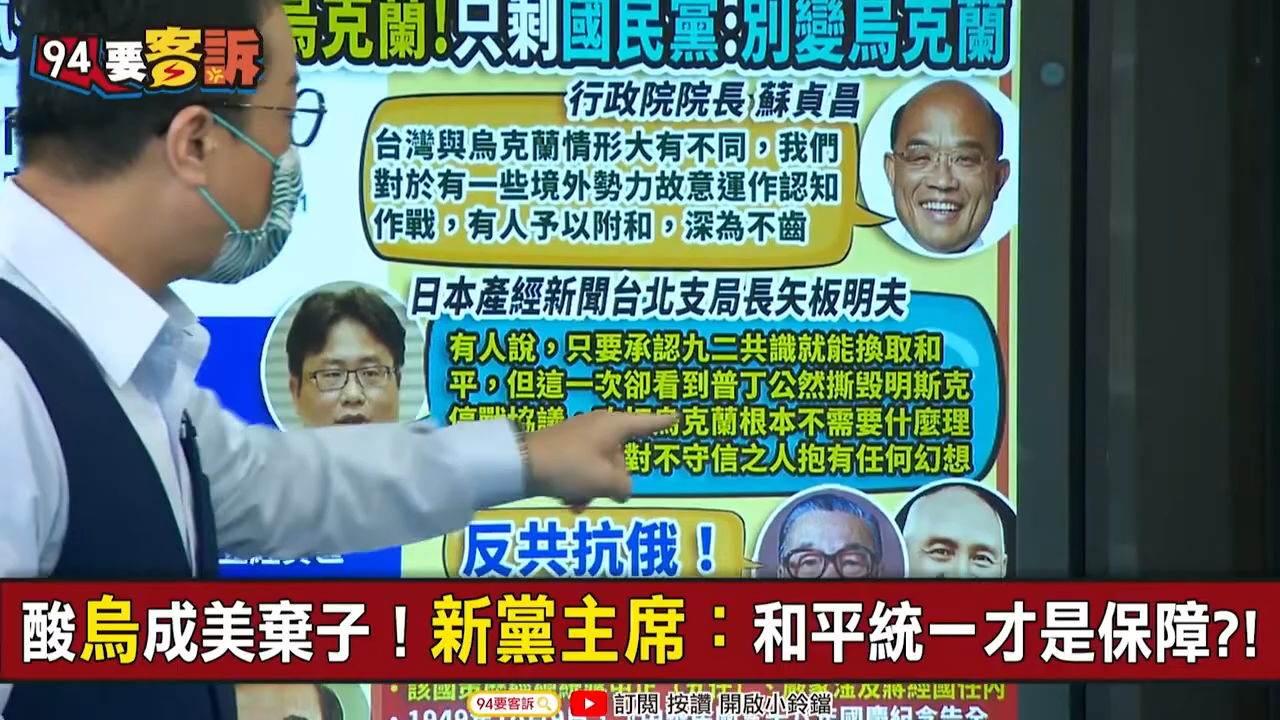 94要客訴
烏克蘭!只剩國民黨:別變烏克蘭
行政院院長 蘇貞昌
台灣與烏克蘭情形大有不同，我們
對於有一些境外勢力故意運作認知
作戰，有人予以附和，深為不齒
日本產經新聞台北支局長矢板明夫
有人說，只要承認九二共識就能換取和
平，但這一次卻看到普丁公然撕毀明斯克
停戰協議，烏克蘭根本不需要什麼理
對不守信之人抱有任何幻想
反共抗俄！
酸烏成美棄子！新黨主席：和平統一才是保障?!
94要客訴 訂閱 按讚 開啟小鈴鐺